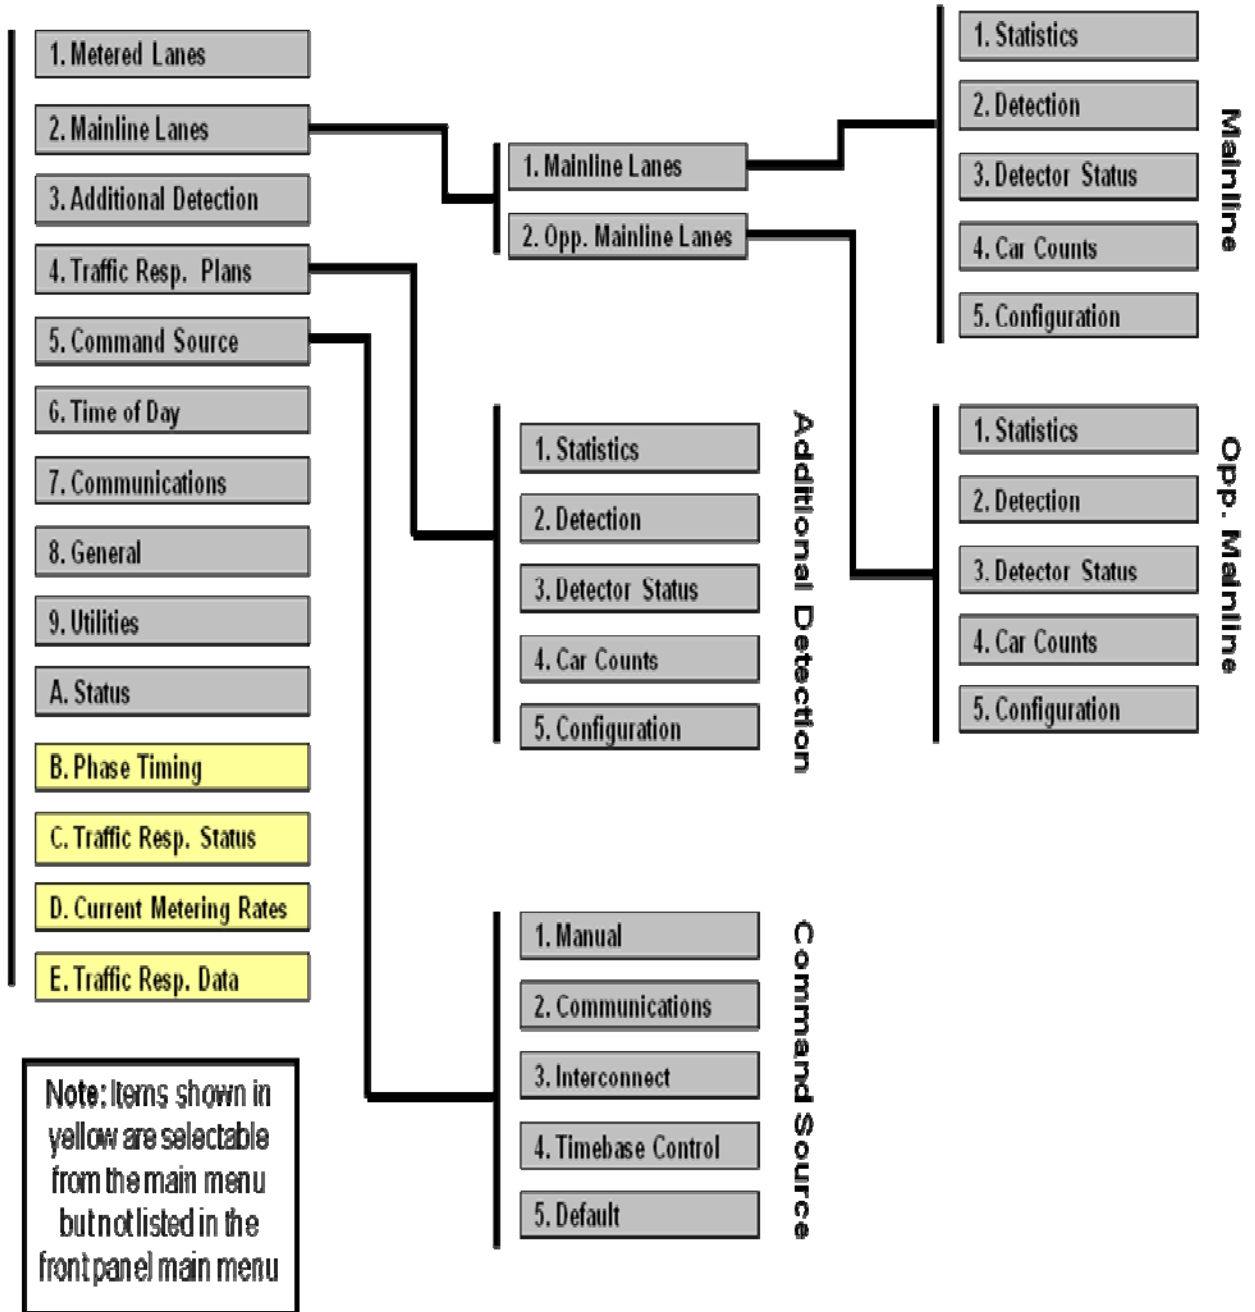 1. Metered Lanes
2. Mainline Lanes
3. Additional Detection
4. Traffic Resp. Plans
5. Command Source
6. Time of Day
7. Communications
8. General
9. Utilities
A. Status
B. Phase Timing
C. Traffic Resp. Status
D. Current Metering Rates
E. Traffic Resp. Data
Note: Items shown in
yellow are selectable
from the main menu
but not listed in the
front panel main menu
1. Mainline Lanes
2. Opp. Mainline Lanes
1. Statistics
2. Detection
3. Detector Status
4. Car Counts
5. Configuration
Additional Detection
1. Manual
2. Communications
3. Interconnect
4. Timebase Control
5. Default
Command Source
1. Statistics
2. Detection
3. Detector Status
4. Car Counts
5. Configuration
Mainline
1. Statistics
2. Detection
3. Detector Status
4. Car Counts
5. Configuration
Opp. Mainline